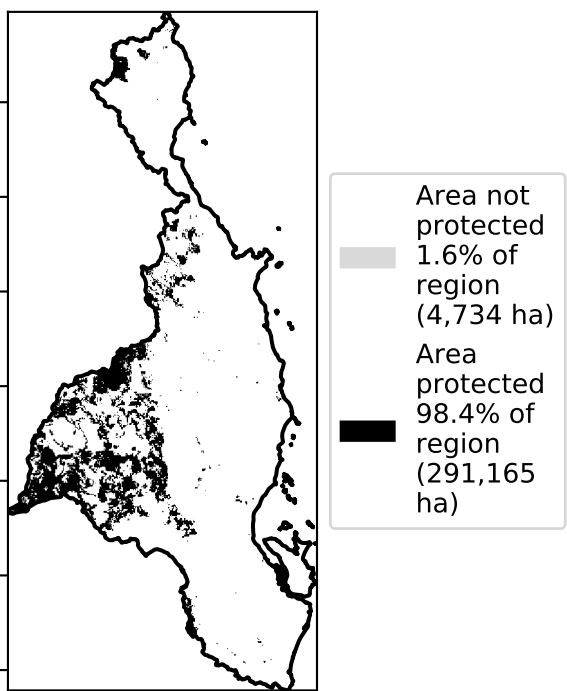 Area not
protected
1.6% of
region
(4,734 ha)
Area
protected
98.4% of
region
(291,165
ha)